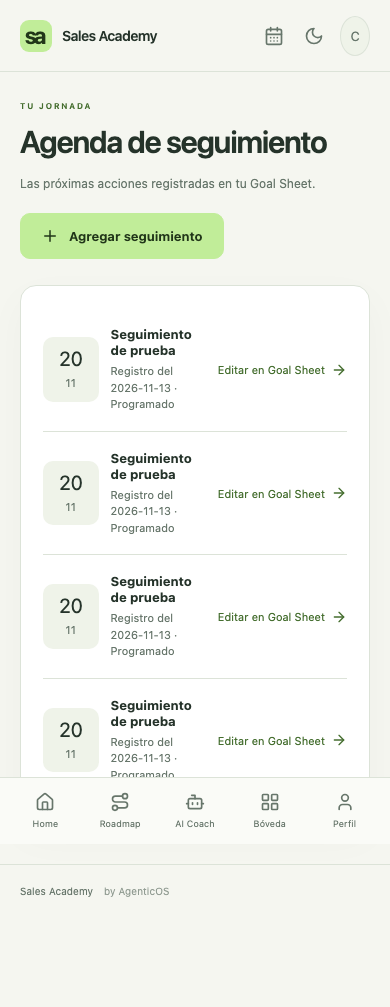 sa Sales Academy C
TU JORNADA
Agenda de seguimiento
Las próximas acciones registradas en tu Goal Sheet.
+ Agregar seguimiento
20
11
Seguimiento
de prueba
Registro del
2026-11-13 ·
Programado
Editar en Goal Sheet →
20
11
Seguimiento
de prueba
Registro del
2026-11-13 ·
Programado
Editar en Goal Sheet →
20
11
Seguimiento
de prueba
Registro del
2026-11-13 ·
Programado
Editar en Goal Sheet →
20
11
Seguimiento
de prueba
Registro del
2026-11-13 ·
Programado
Editar en Goal Sheet →
Home Roadmap AI Coach Bóveda Perfil
Sales Academy by AgenticOS